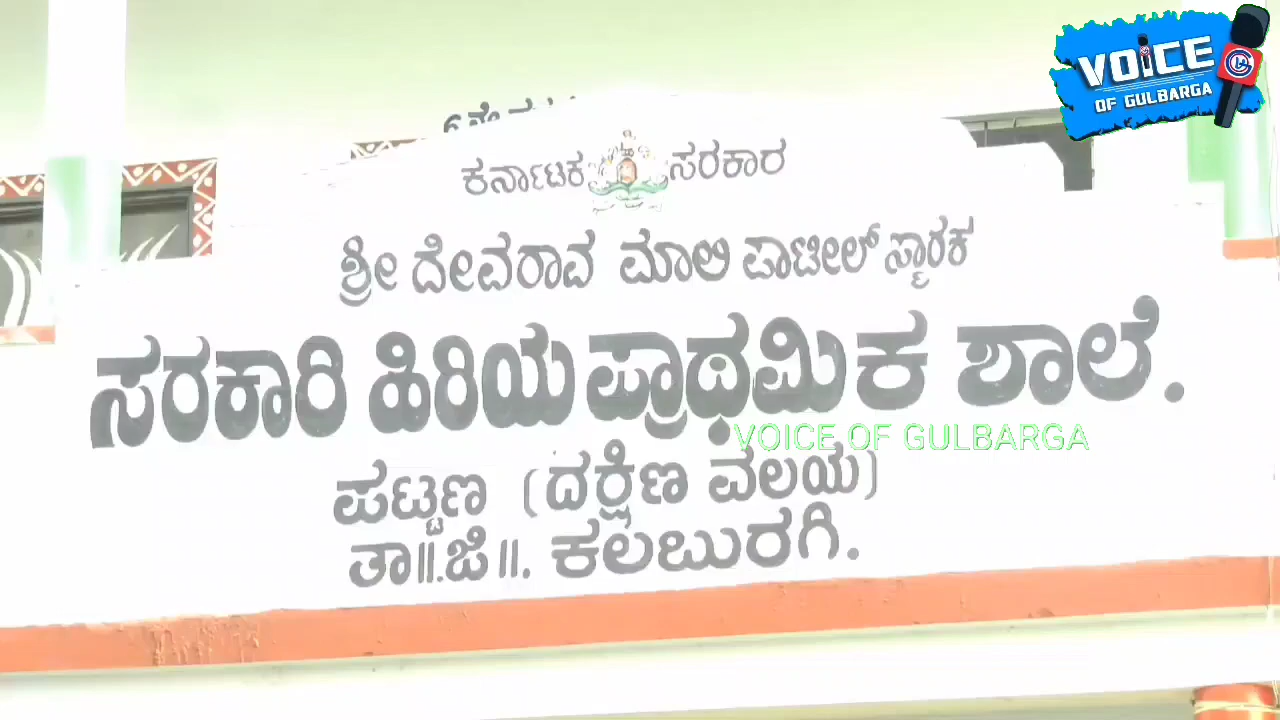 VOICE
OF GULBARGA
ಕರ್ನಾಟಕ ಸರಕಾರ
ಶ್ರೀ ದೇವರಾವ ಮಾಲಿ ಪಾಟೀಲ್ ಸ್ಮಾರಕ
ಸರಕಾರಿ ಹಿರಿಯ ಪ್ರಾಥಮಿಕ ಶಾಲೆ.
VOICE OF GULBARGA
ಪಟ್ಟಣ (ದಕ್ಷಿಣ ವಲಯ)
ತಾ||.ಜಿ||. ಕಲಬುರಗಿ.